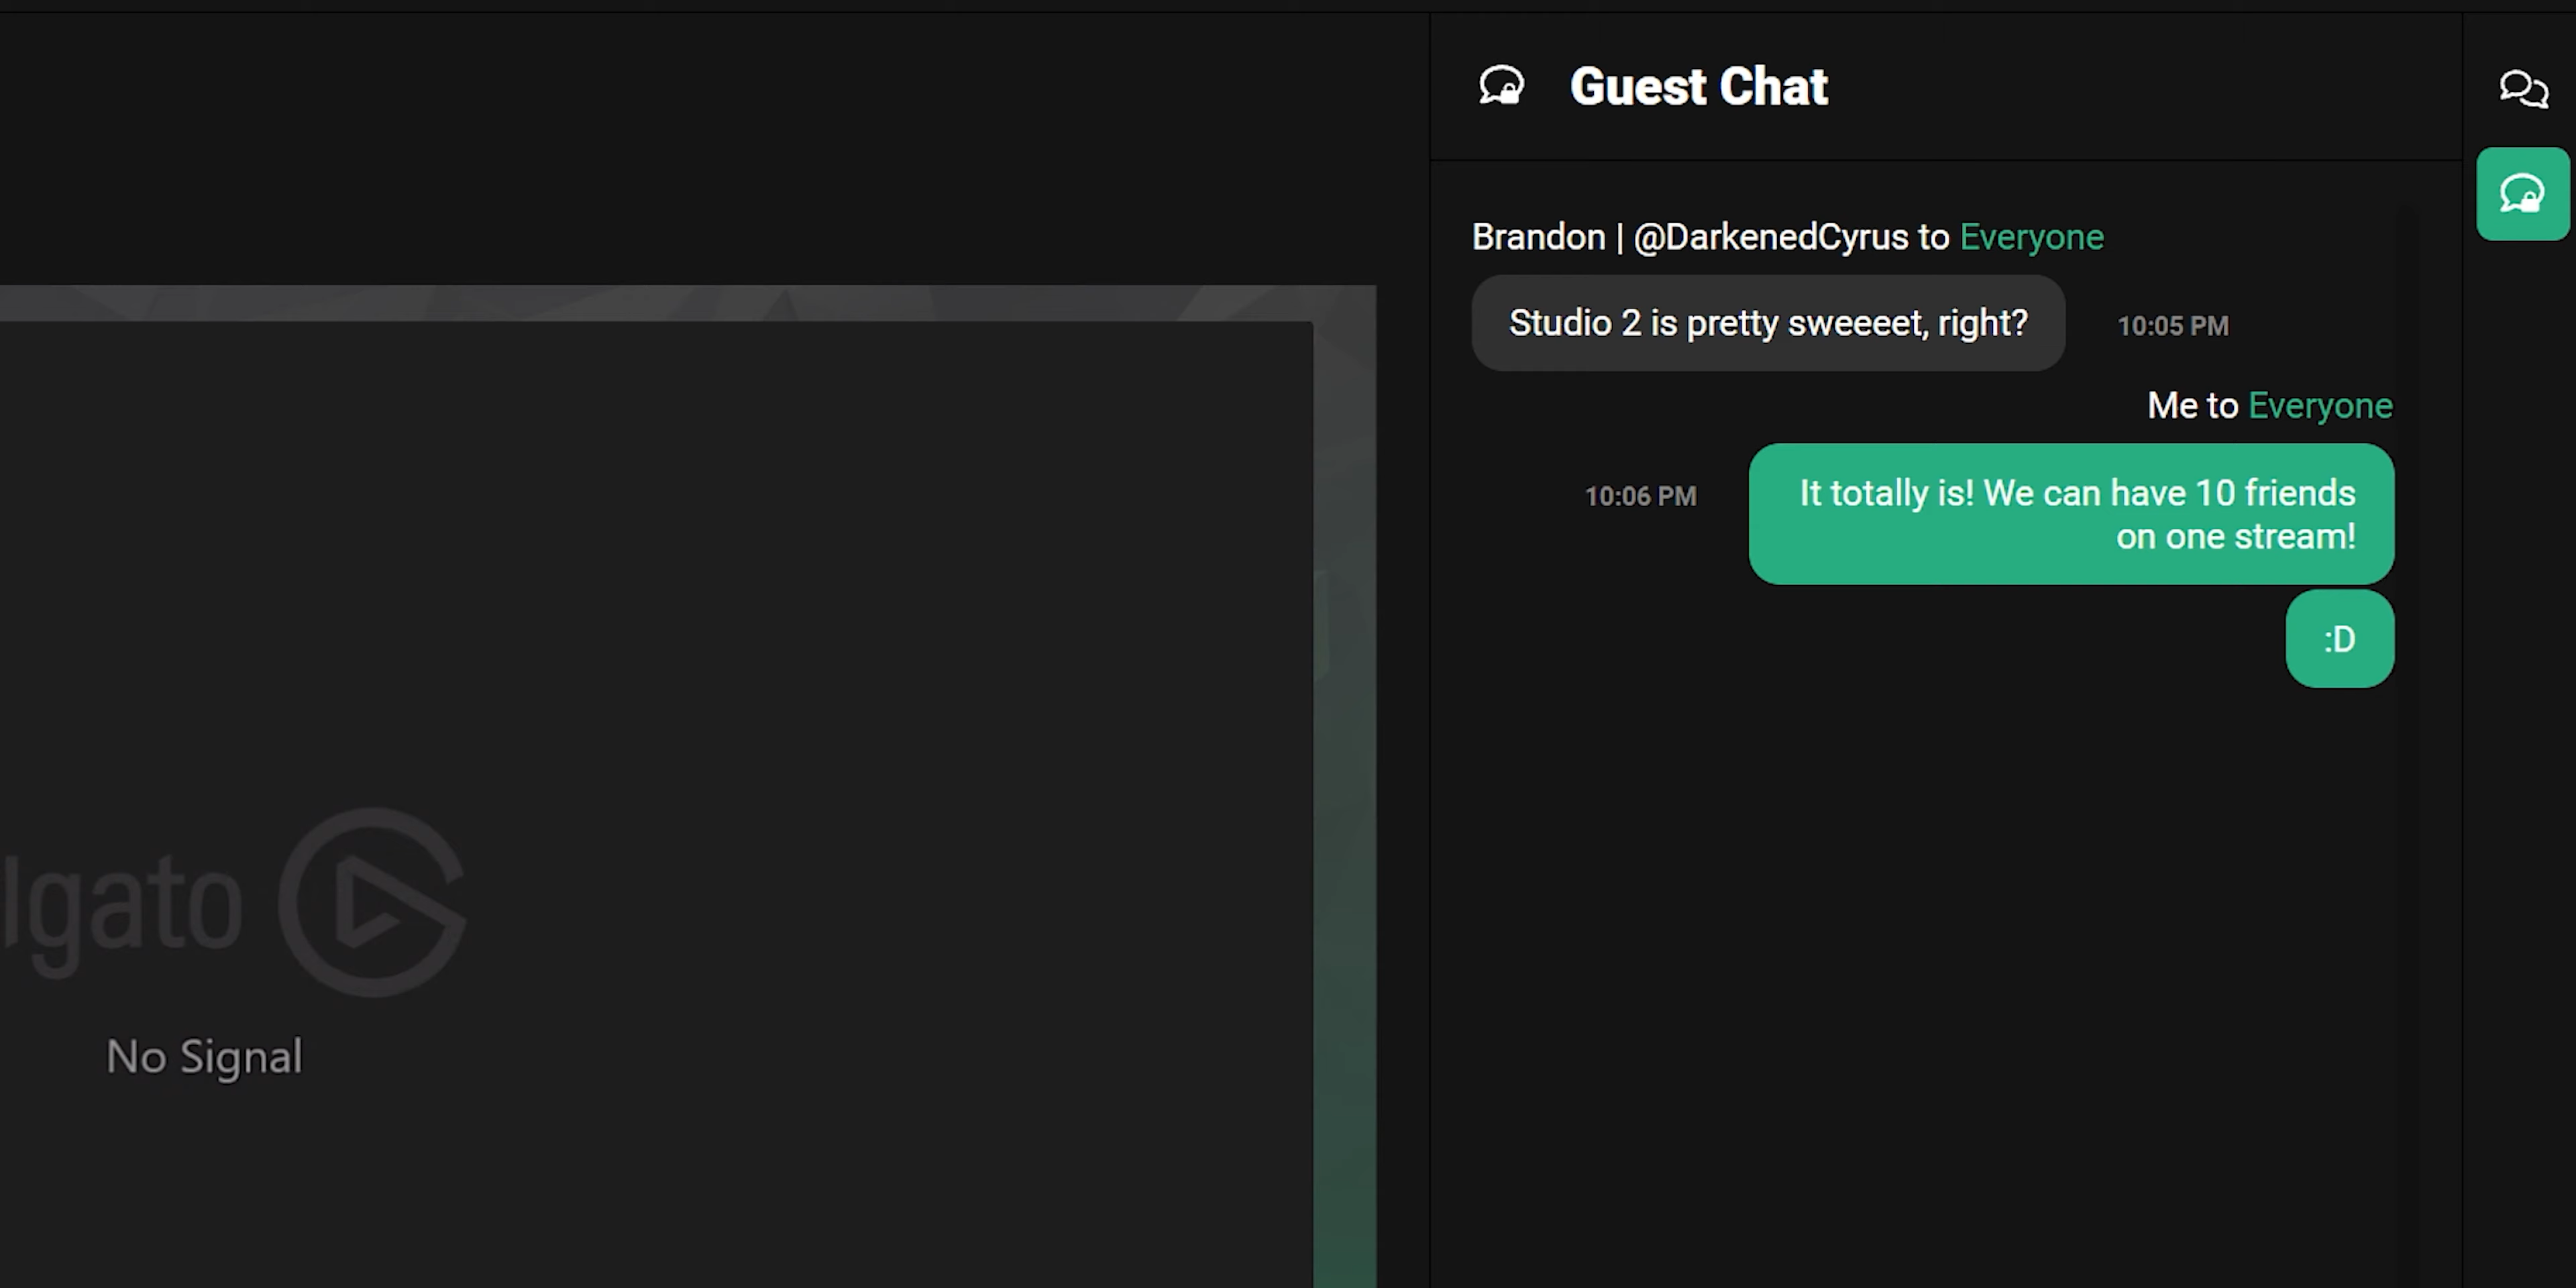 Guest Chat
Brandon | @DarkenedCyrus to Everyone
Studio 2 is pretty sweeeet, right?
10:05 PM
Me to Everyone
10:06 PM
It totally is! We can have 10 friends
on one stream!
:D
lgato
No Signal